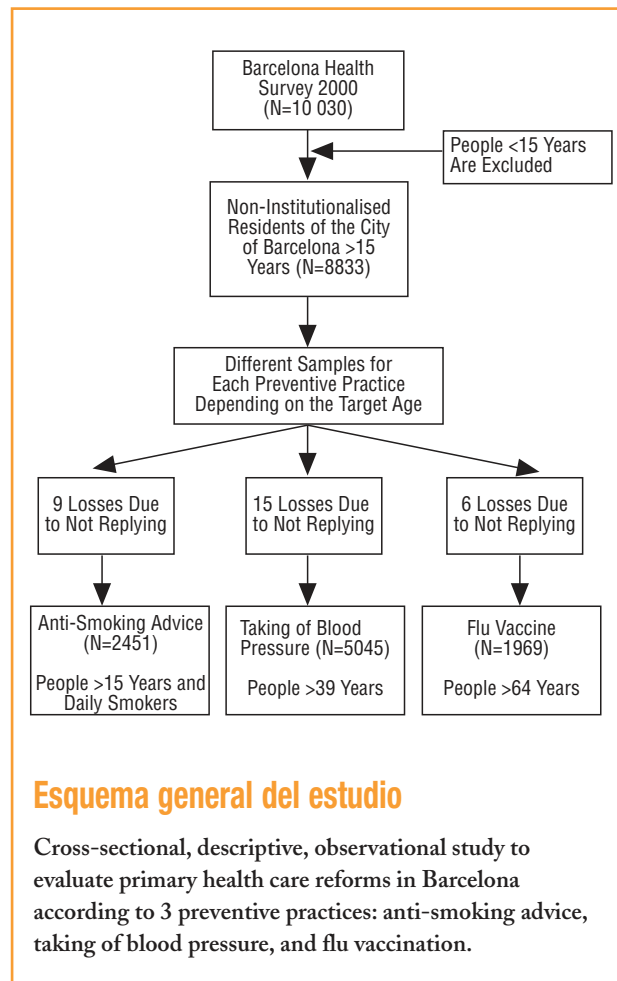 Barcelona Health
Survey 2000
(N=10 030)
People <15 Years
Are Excluded
Non-Institutionalised
Residents of the City
of Barcelona >15
Years (N=8833)
Different Samples for
Each Preventive Practice
Depending on the Target Age
9 Losses Due
to Not Replying
15 Losses Due
to Not Replying
6 Losses Due
to Not Replying
Anti-Smoking Advice
(N=2451)
People >15 Years and
Daily Smokers
Taking of Blood
Pressure (N=5045)
People >39 Years
Flu Vaccine
(N=1969)
People >64 Years
Esquema general del estudio
Cross-sectional, descriptive, observational study to
evaluate primary health care reforms in Barcelona
according to 3 preventive practices: anti-smoking advice,
taking of blood pressure, and flu vaccination.